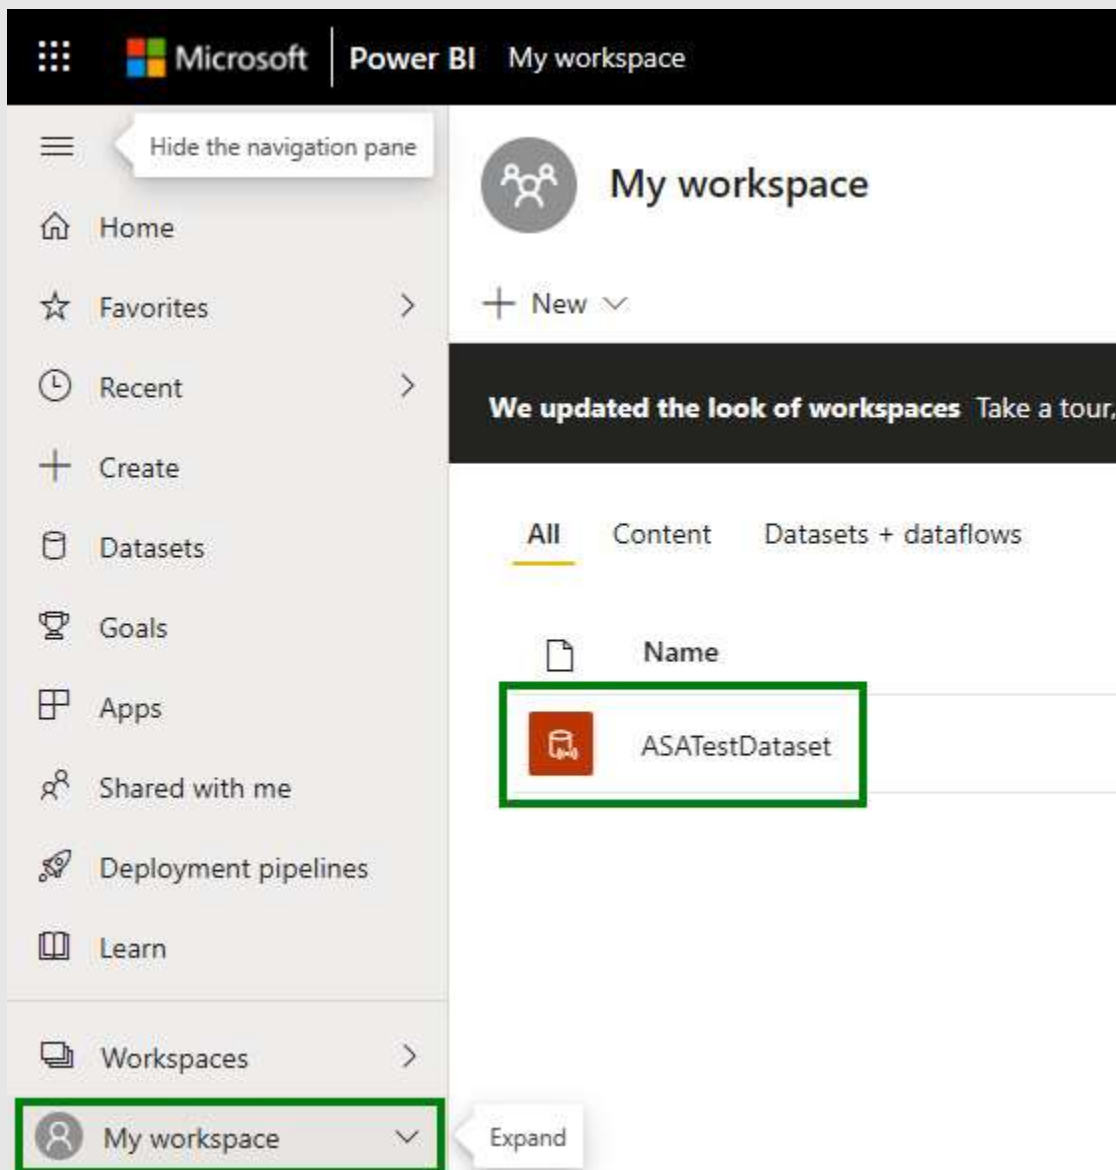 Microsoft Power BI My workspace
Hide the navigation pane
Home
Favorites
Recent
Create
Datasets
Goals
Apps
Shared with me
Deployment pipelines
Learn
Workspaces
My workspace
Expand
My workspace
New
We updated the look of workspaces Take a tour,
All Content Datasets + dataflows
Name
ASATestDataset